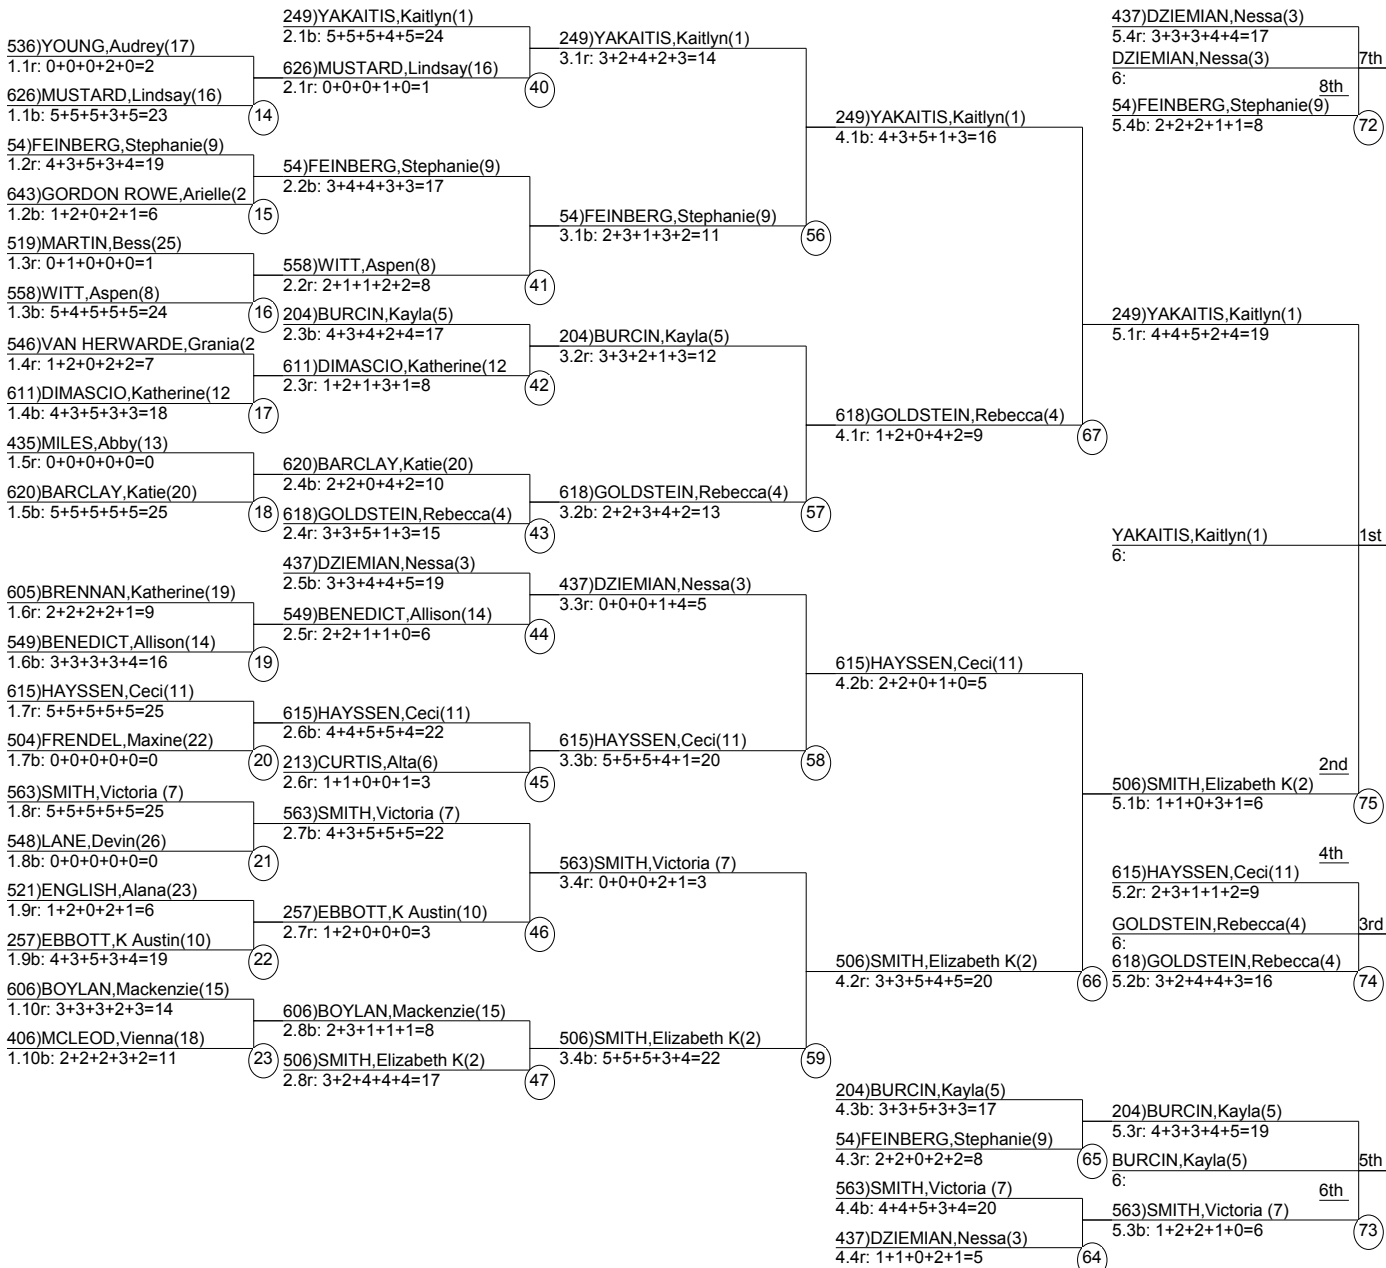 536)YOUNG,Audrey(17)
1.1r: 0+0+0+2+0=2
626)MUSTARD,Lindsay(16)
1.1b: 5+5+5+3+5=23
14
54)FEINBERG,Stephanie(9)
1.2r: 4+3+5+3+4=19
643)GORDON ROWE,Arielle(2
1.2b: 1+2+0+2+1=6
15
519)MARTIN,Bess(25)
1.3r: 0+1+0+0+0=1
558)WITT,Aspen(8)
1.3b: 5+4+5+5+5=24
16
546)VAN HERWARDE,Grania(2
1.4r: 1+2+0+2+2=7
611)DIMASCIO,Katherine(12
1.4b: 4+3+5+3+3=18
17
435)MILES,Abby(13)
1.5r: 0+0+0+0+0=0
620)BARCLAY,Katie(20)
1.5b: 5+5+5+5+5=25
18
605)BRENNAN,Katherine(19)
1.6r: 2+2+2+2+1=9
549)BENEDICT,Allison(14)
1.6b: 3+3+3+3+4=16
19
615)HAYSSEN,Ceci(11)
1.7r: 5+5+5+5+5=25
504)FRENDEL,Maxine(22)
1.7b: 0+0+0+0+0=0
20
563)SMITH,Victoria (7)
1.8r: 5+5+5+5+5=25
548)LANE,Devin(26)
1.8b: 0+0+0+0+0=0
21
521)ENGLISH,Alana(23)
1.9r: 1+2+0+2+1=6
257)EBBOTT,K Austin(10)
1.9b: 4+3+5+3+4=19
22
606)BOYLAN,Mackenzie(15)
1.10r: 3+3+3+2+3=14
406)MCLEOD,Vienna(18)
1.10b: 2+2+2+3+2=11
23
249)YAKAITIS,Kaitlyn(1)
2.1b: 5+5+5+4+5=24
626)MUSTARD,Lindsay(16)
2.1r: 0+0+0+1+0=1
40
54)FEINBERG,Stephanie(9)
2.2b: 3+4+4+3+3=17
558)WITT,Aspen(8)
2.2r: 2+1+1+2+2=8
41
204)BURCIN,Kayla(5)
2.3b: 4+3+4+2+4=17
611)DIMASCIO,Katherine(12
2.3r: 1+2+1+3+1=8
42
620)BARCLAY,Katie(20)
2.4b: 2+2+0+4+2=10
618)GOLDSTEIN,Rebecca(4)
2.4r: 3+3+5+1+3=15
43
437)DZIEMIAN,Nessa(3)
2.5b: 3+3+4+4+5=19
549)BENEDICT,Allison(14)
2.5r: 2+2+1+1+0=6
44
615)HAYSSEN,Ceci(11)
2.6b: 4+4+5+5+4=22
213)CURTIS,Alta(6)
2.6r: 1+1+0+0+1=3
45
563)SMITH,Victoria (7)
2.7b: 4+3+5+5+5=22
257)EBBOTT,K Austin(10)
2.7r: 1+2+0+0+0=3
46
606)BOYLAN,Mackenzie(15)
2.8b: 2+3+1+1+1=8
506)SMITH,Elizabeth K(2)
2.8r: 3+2+4+4+4=17
47
249)YAKAITIS,Kaitlyn(1)
3.1r: 3+2+4+2+3=14
54)FEINBERG,Stephanie(9)
3.1b: 2+3+1+3+2=11
56
204)BURCIN,Kayla(5)
3.2r: 3+3+2+1+3=12
618)GOLDSTEIN,Rebecca(4)
3.2b: 2+2+3+4+2=13
57
437)DZIEMIAN,Nessa(3)
3.3r: 0+0+0+1+4=5
615)HAYSSEN,Ceci(11)
3.3b: 5+5+5+4+1=20
58
563)SMITH,Victoria (7)
3.4r: 0+0+0+2+1=3
506)SMITH,Elizabeth K(2)
3.4b: 5+5+5+3+4=22
59
249)YAKAITIS,Kaitlyn(1)
4.1b: 4+3+5+1+3=16
618)GOLDSTEIN,Rebecca(4)
4.1r: 1+2+0+4+2=9
67
615)HAYSSEN,Ceci(11)
4.2b: 2+2+0+1+0=5
506)SMITH,Elizabeth K(2)
4.2r: 3+3+5+4+5=20
66
204)BURCIN,Kayla(5)
4.3b: 3+3+5+3+3=17
54)FEINBERG,Stephanie(9)
4.3r: 2+2+0+2+2=8
65
563)SMITH,Victoria (7)
4.4b: 4+4+5+3+4=20
437)DZIEMIAN,Nessa(3)
4.4r: 1+1+0+2+1=5
64
437)DZIEMIAN,Nessa(3)
5.4r: 3+3+3+4+4=17
DZIEMIAN,Nessa(3) 7th
6:
8th
54)FEINBERG,Stephanie(9)
5.4b: 2+2+2+1+1=8
72
249)YAKAITIS,Kaitlyn(1)
5.1r: 4+4+5+2+4=19
YAKAITIS,Kaitlyn(1) 1st
6:
2nd
506)SMITH,Elizabeth K(2)
5.1b: 1+1+0+3+1=6
75
4th
615)HAYSSEN,Ceci(11)
5.2r: 2+3+1+1+2=9
GOLDSTEIN,Rebecca(4) 3rd
6:
618)GOLDSTEIN,Rebecca(4)
5.2b: 3+2+4+4+3=16
74
204)BURCIN,Kayla(5)
5.3r: 4+3+3+4+5=19
BURCIN,Kayla(5) 5th
6:
6th
563)SMITH,Victoria (7)
5.3b: 1+2+2+1+0=6
73